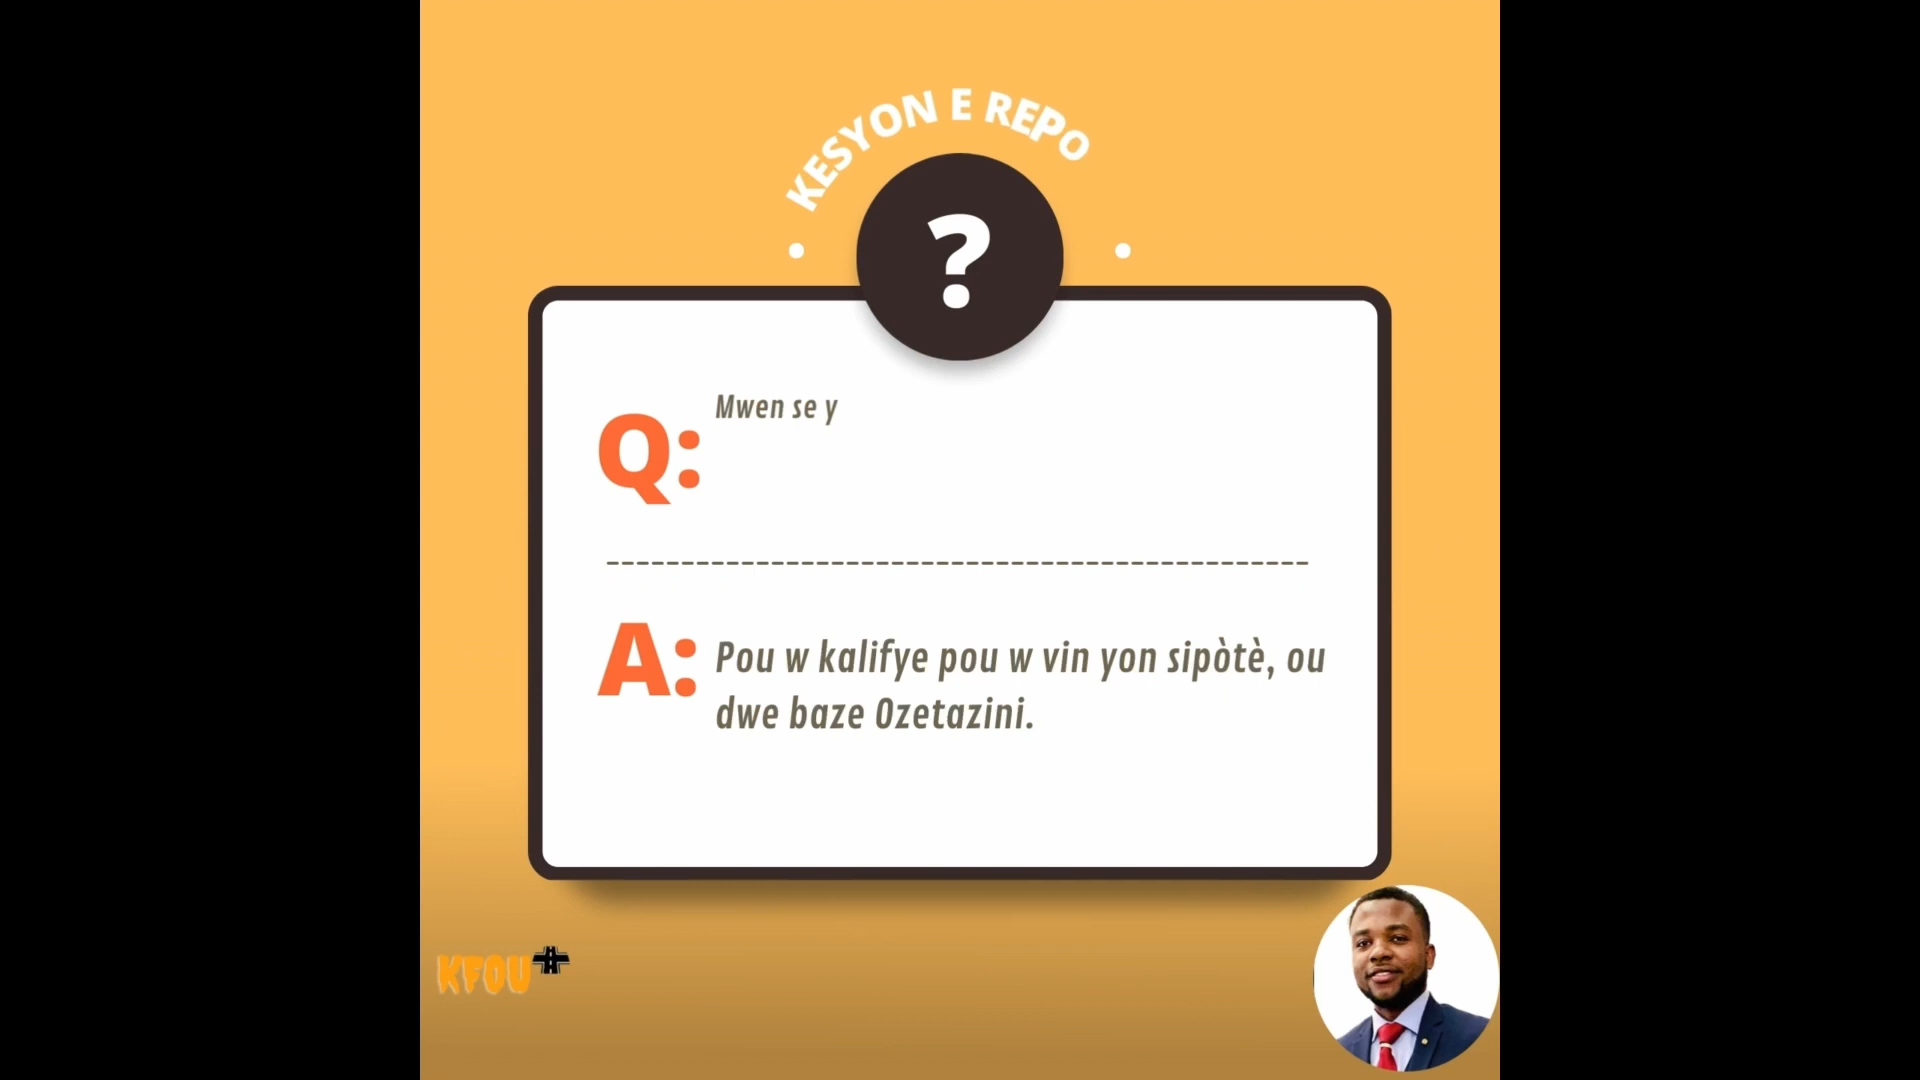 KESYON E REPO
?
Q:
Mwen se y
A:
Pou w kalifye pou w vin yon sipòtè, ou
dwe baze Ozetazini.
KFOU